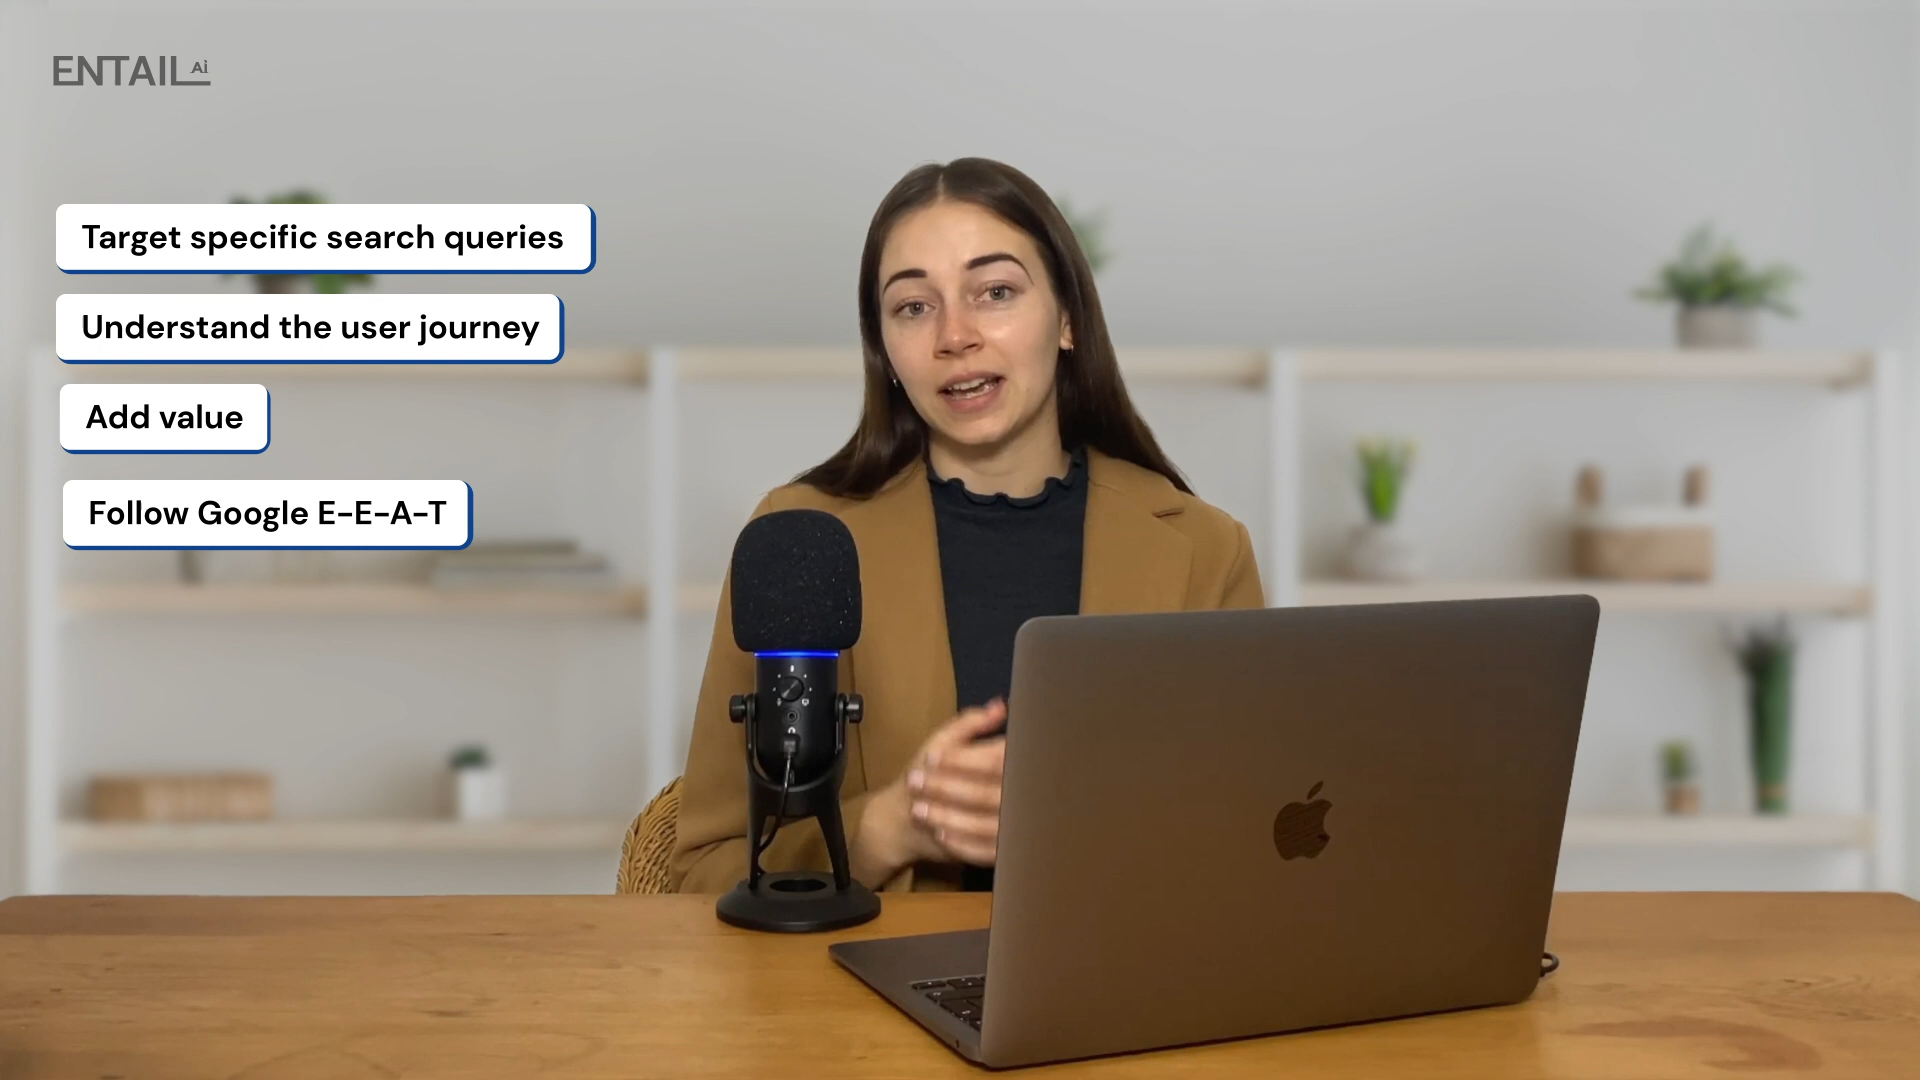 ENTAIL Ai
Target specific search queries
Understand the user journey
Add value
Follow Google E-E-A-T